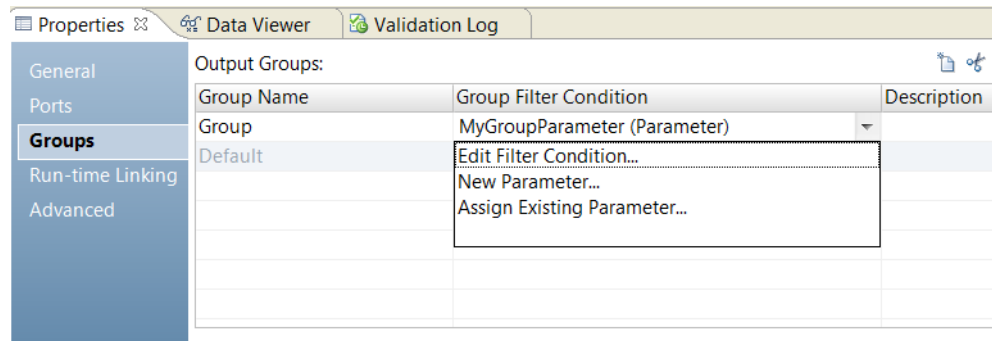 Properties Data Viewer Validation Log
General
Ports
Groups
Run-time Linking
Advanced
Output Groups:
Group Name Group Filter Condition Description
Group MyGroupParameter (Parameter)
Default
Edit Filter Condition...
New Parameter...
Assign Existing Parameter...